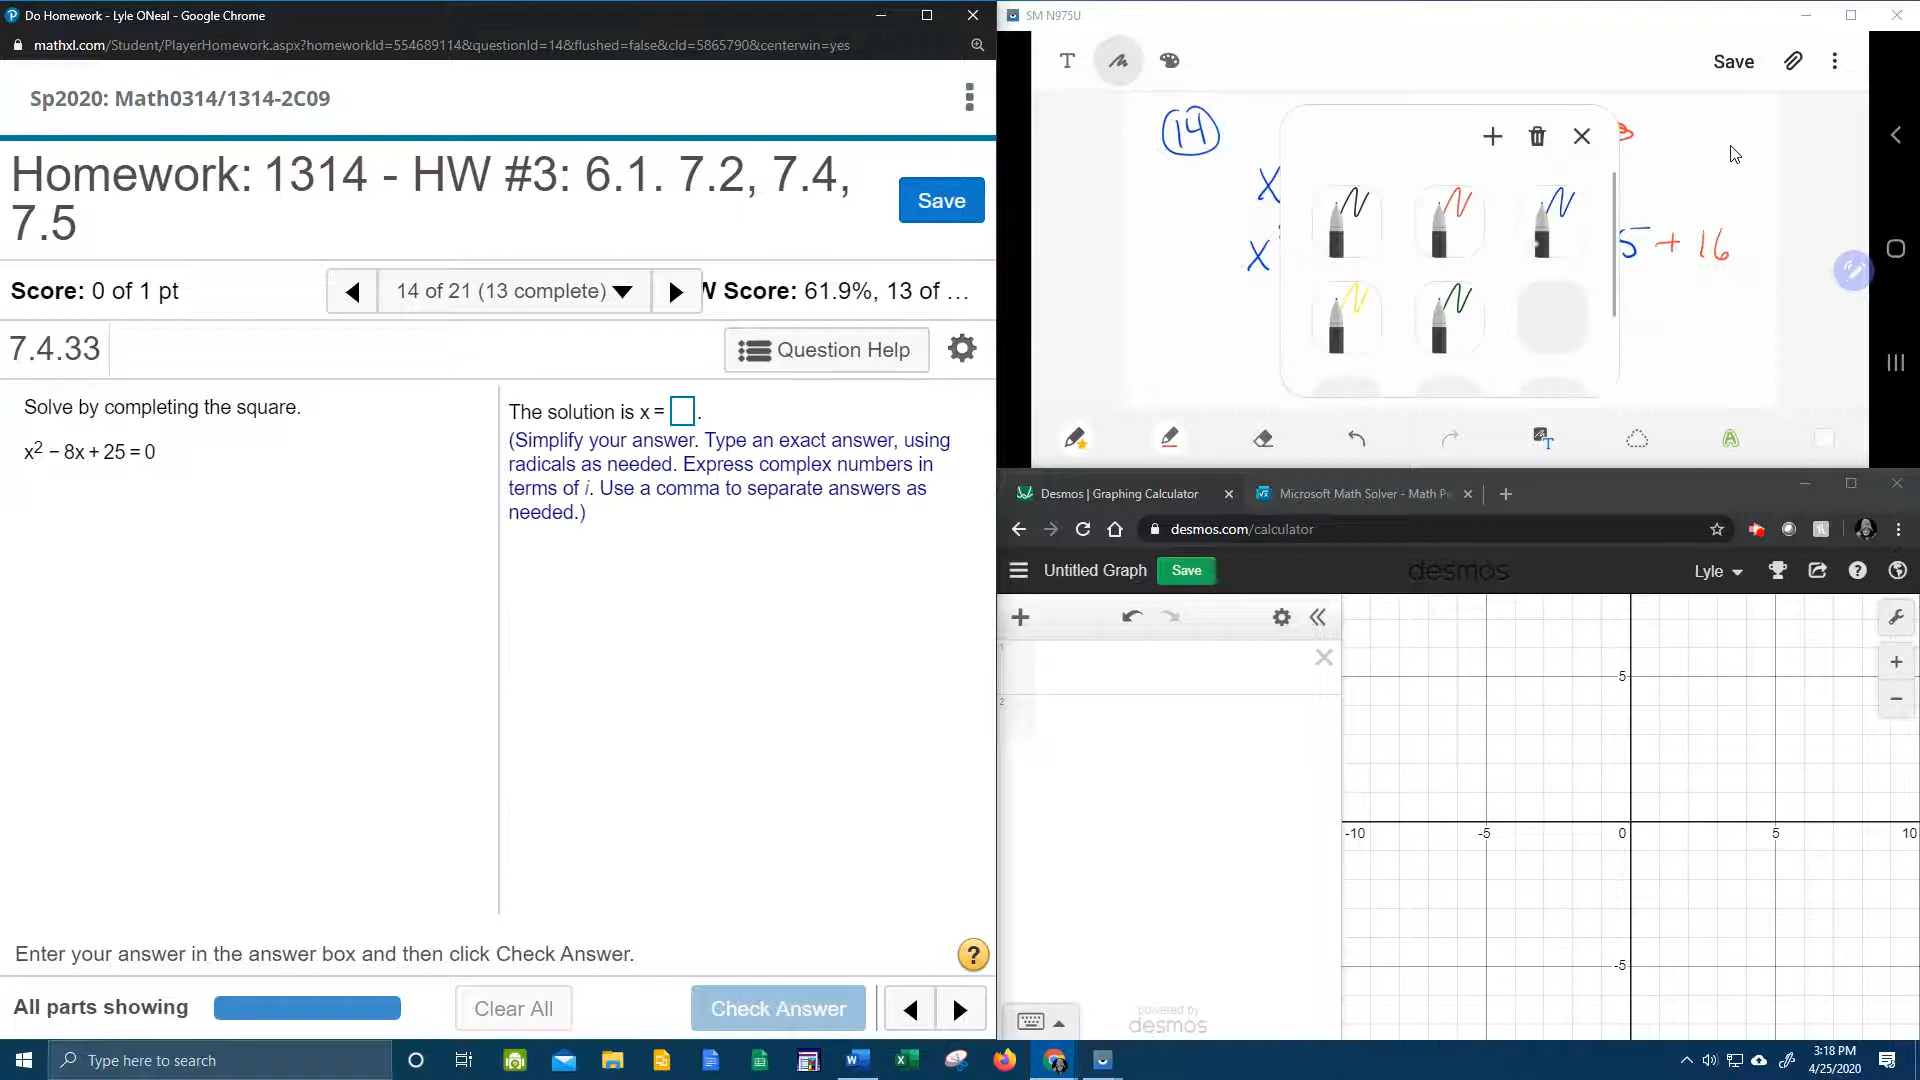 Do Homework - Lyle ONeal - Google Chrome
mathxl.com/Student/PlayerHomework.aspx?homeworkId=554689114&questionId=14&flushed=false&cld=5865790&centerwin=yes
Sp2020: Math0314/1314-2C09
Homework: 1314 - HW #3: 6.1. 7.2, 7.4,
7.5
Save
Score: 0 of 1 pt
14 of 21 (13 complete)
W Score: 61.9%, 13 of ...
7.4.33
Question Help
Solve by completing the square.
x² − 8x + 25 = 0
The solution is x = .
(Simplify your answer. Type an exact answer, using
radicals as needed. Express complex numbers in
terms of i. Use a comma to separate answers as
needed.)
Enter your answer in the answer box and then click Check Answer.
?
All parts showing
Clear All
Check Answer
SM N975U
T
Save
14
x
x
5 + 16
Desmos | Graphing Calculator
Microsoft Math Solver - Math P
desmos.com/calculator
Untitled Graph
Save
desmos
Lyle
1
2
5
-10
-5
0
5
10
-5
powered by
desmos
Type here to search
3:18 PM
4/25/2020